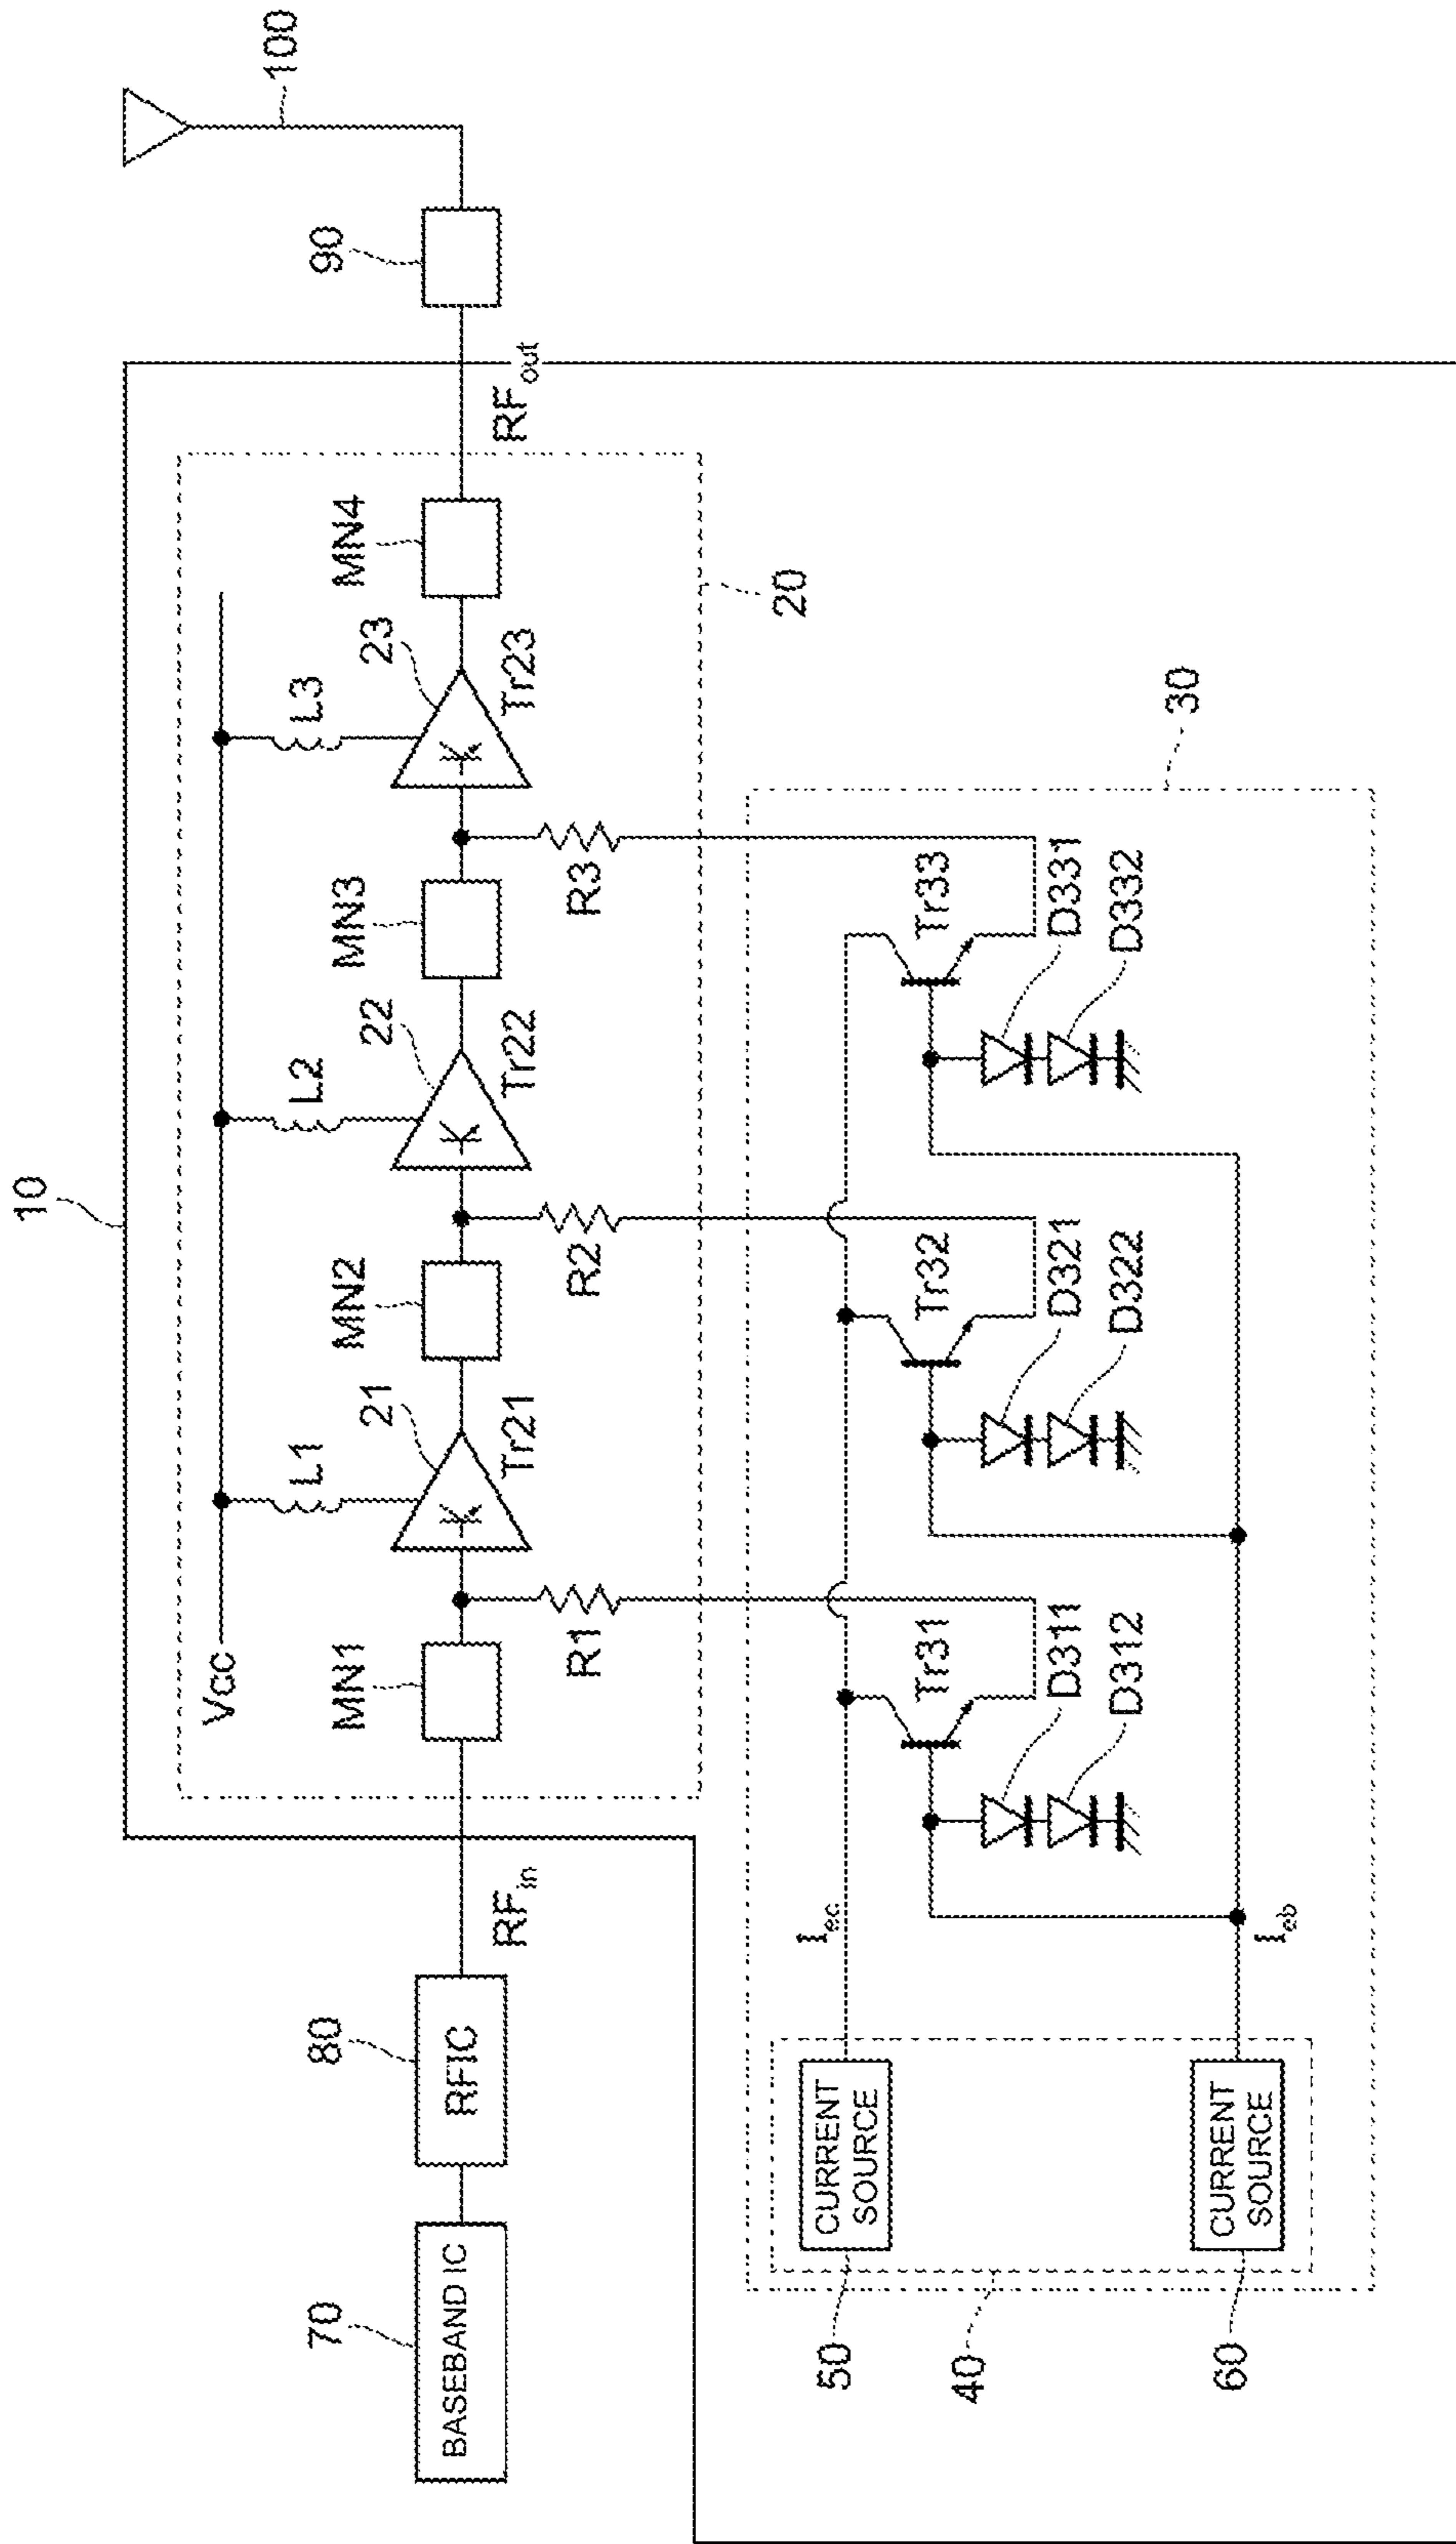 10
70
BASEBAND IC
80
RFIC
RFin
Vcc
L1
L2
L3
MN1
21
MN2
22
MN3
23
MN4
90
100
Tr21
Tr22
Tr23
RFout
R1
R2
R3
20
30
50
CURRENT
SOURCE
Iec
Tr31
D311
D312
Tr32
D321
D322
Tr33
D331
D332
40
60
CURRENT
SOURCE
Ieb